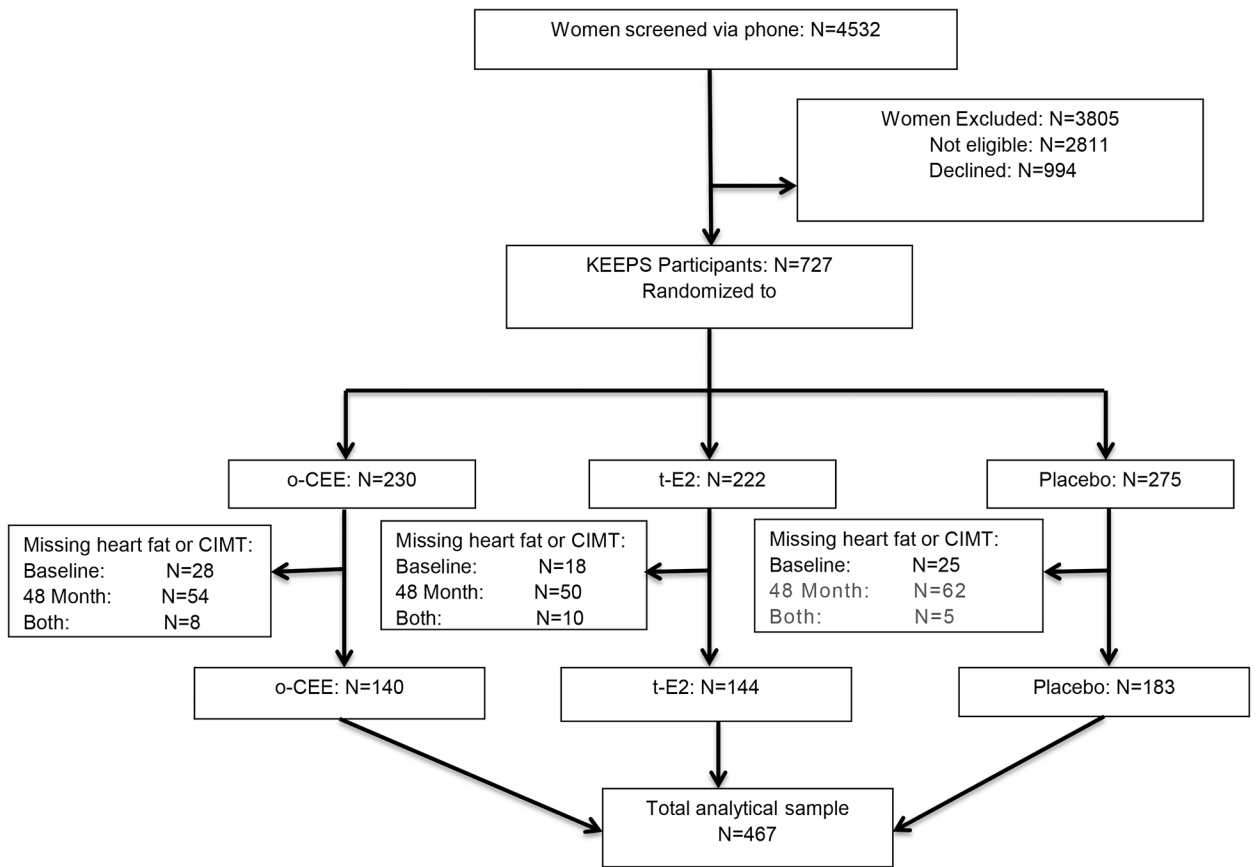 Women screened via phone: N=4532
Women Excluded: N=3805
Not eligible: N=2811
Declined: N=994
KEEPS Participants: N=727
Randomized to
o-CEE: N=230
t-E2: N=222
Placebo: N=275
Missing heart fat or CIMT:
Baseline: N=28
48 Month: N=54
Both: N=8
Missing heart fat or CIMT:
Baseline: N=18
48 Month: N=50
Both: N=10
Missing heart fat or CIMT:
Baseline: N=25
48 Month: N=62
Both: N=5
o-CEE: N=140
t-E2: N=144
Placebo: N=183
Total analytical sample
N=467